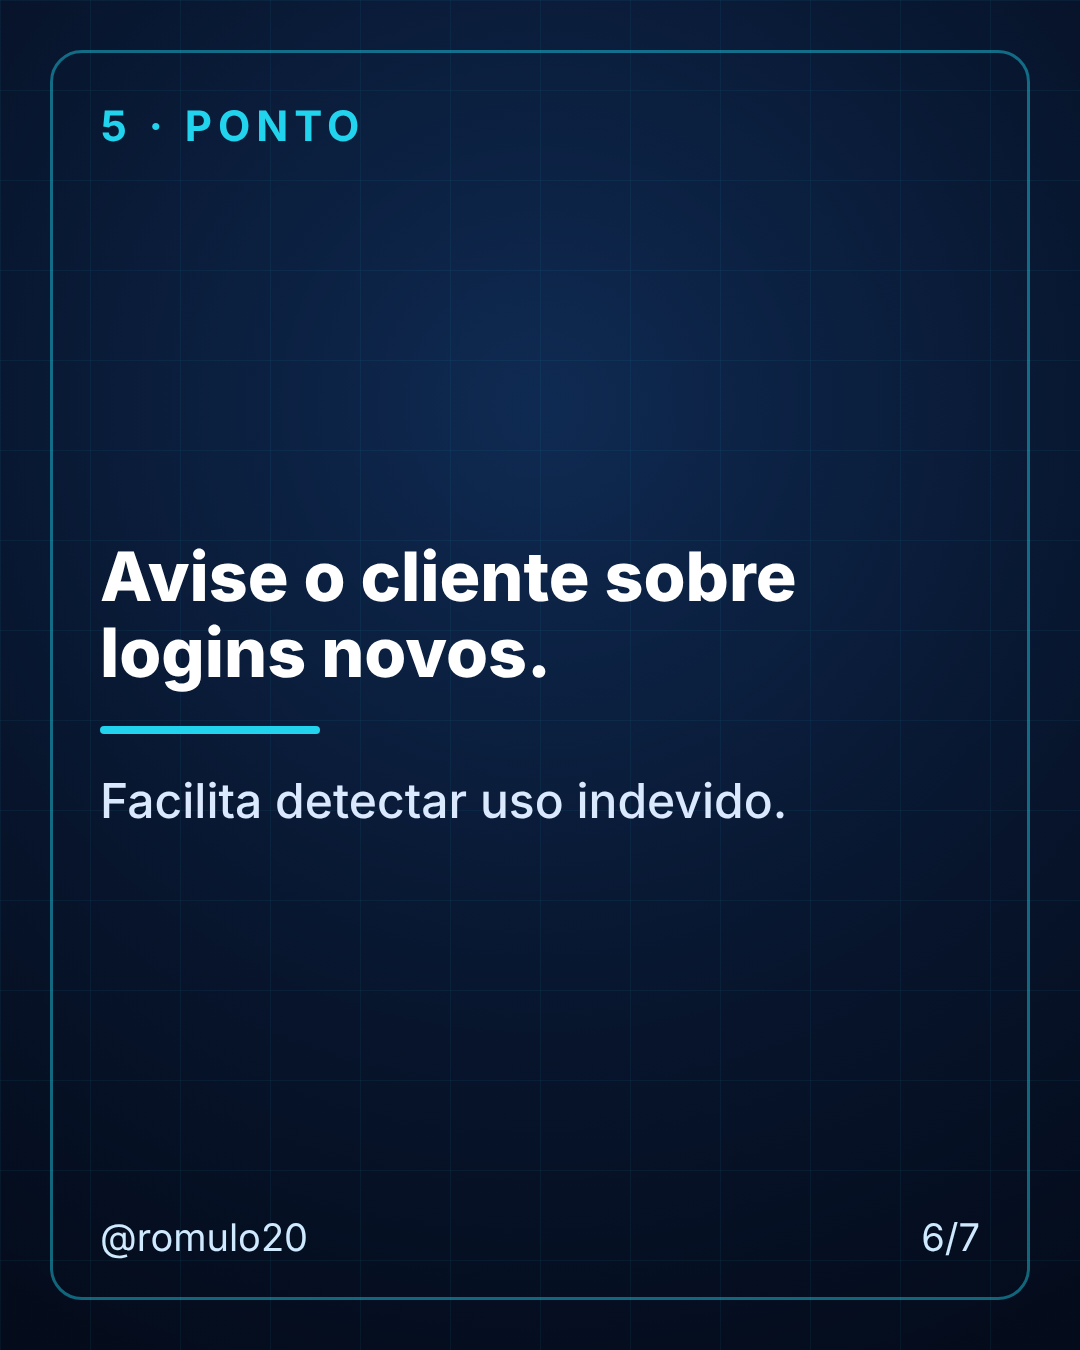 5 · PONTO
Avise o cliente sobre
logins novos.
Facilita detectar uso indevido.
@romulo20
6/7